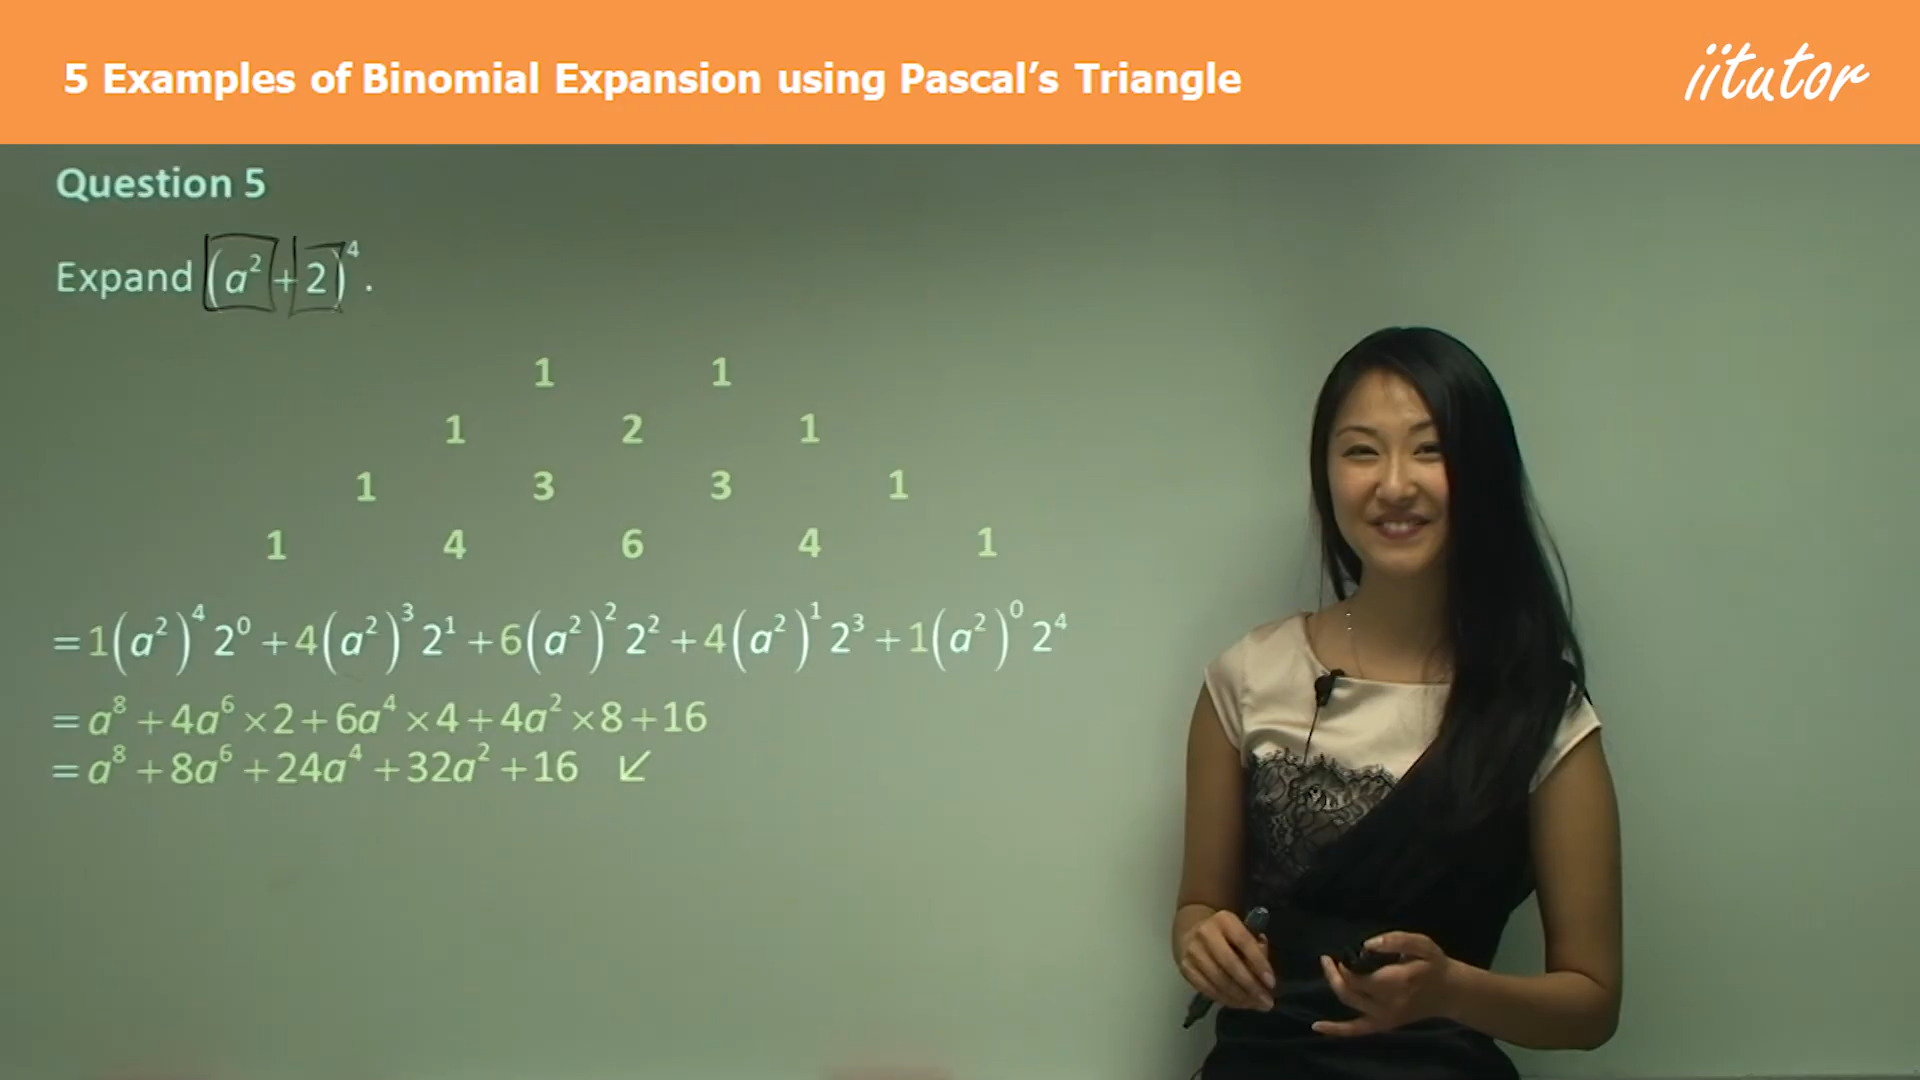 5 Examples of Binomial Expansion using Pascal's Triangle
iitutor
Question 5
Expand (a² + 2)⁴.
1 1
1 2 1
1 3 3 1
1 4 6 4 1
= 1(a²)⁴ 2⁰ + 4(a²)³ 2¹ + 6(a²)² 2² + 4(a²)¹ 2³ + 1(a²)⁰ 2⁴
= a⁸ + 4a⁶ × 2 + 6a⁴ × 4 + 4a² × 8 + 16
= a⁸ + 8a⁶ + 24a⁴ + 32a² + 16 ↙